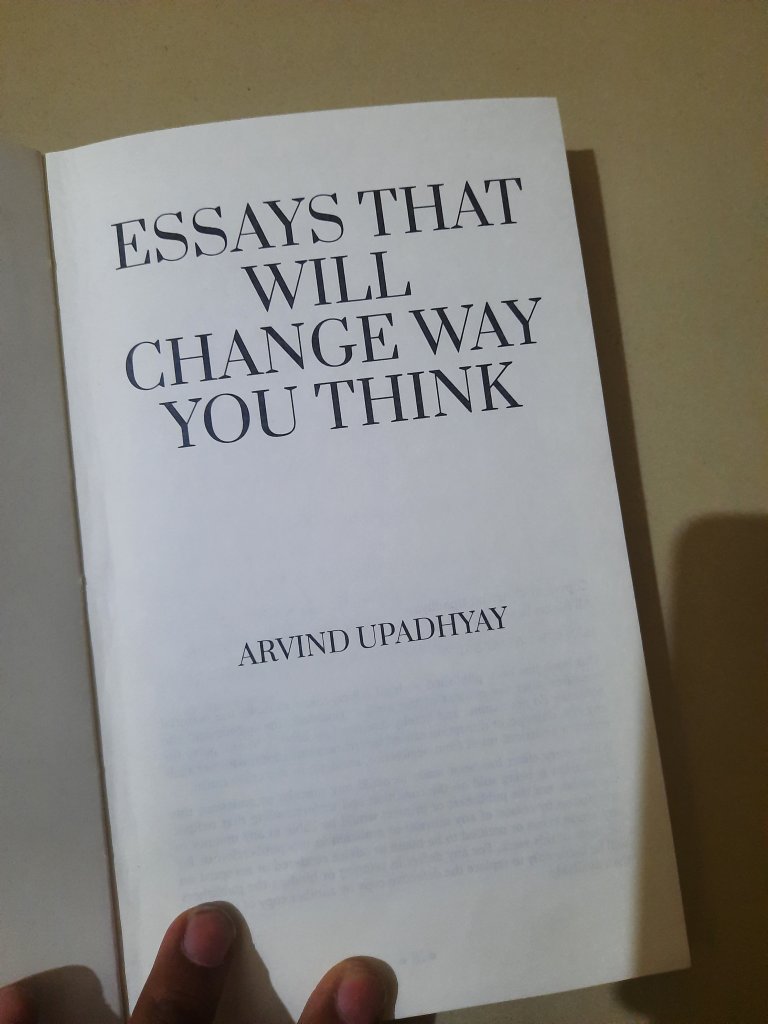 ESSAYS THAT
WILL
CHANGE WAY
YOU THINK
ARVIND UPADHYAY